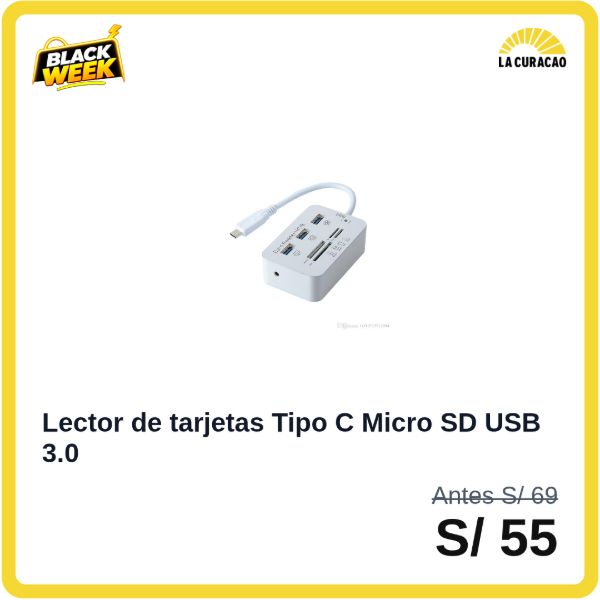 BLACK
WEEK
LA CURACAO
Lector de tarjetas Tipo C Micro SD USB
3.0
Antes S/ 69
S/ 55